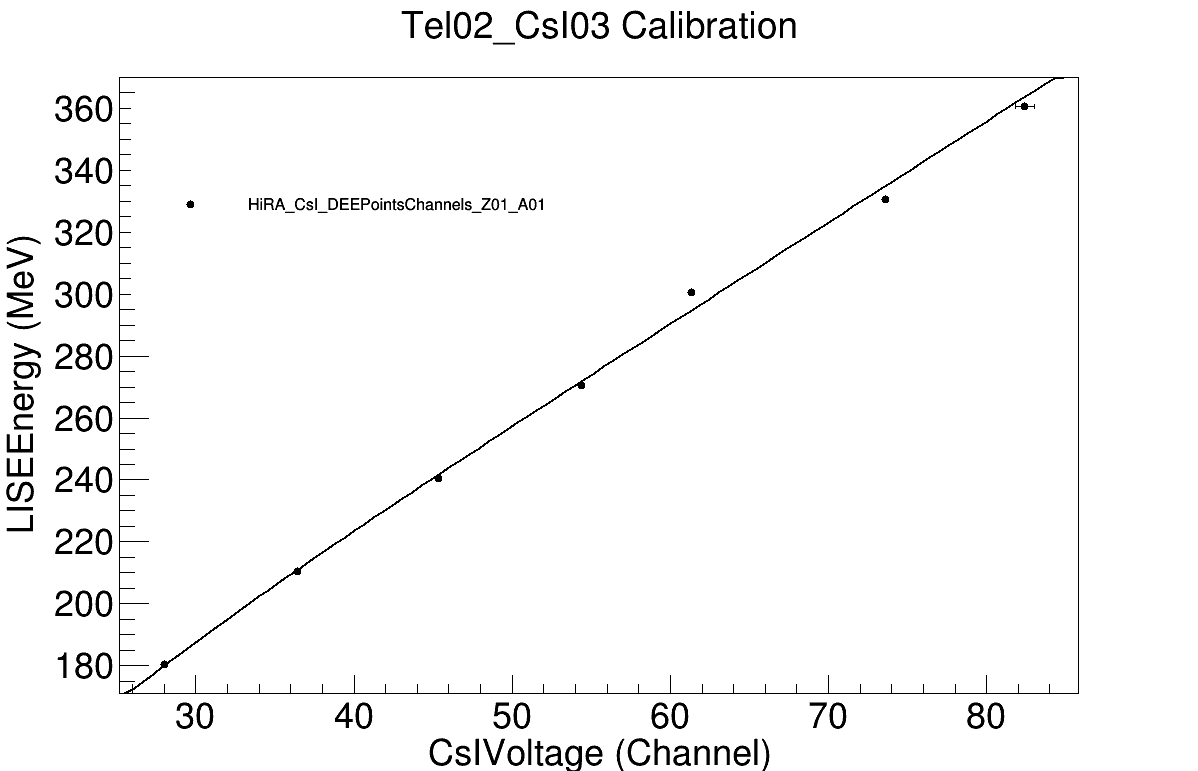 Tel02_CsI03 Calibration
LISEEnergy (MeV)
360
340
320
300
280
260
240
220
200
180
HiRA_CsI_DEEPointsChannels_Z01_A01
30 40 50 60 70 80
CsIVoltage (Channel)